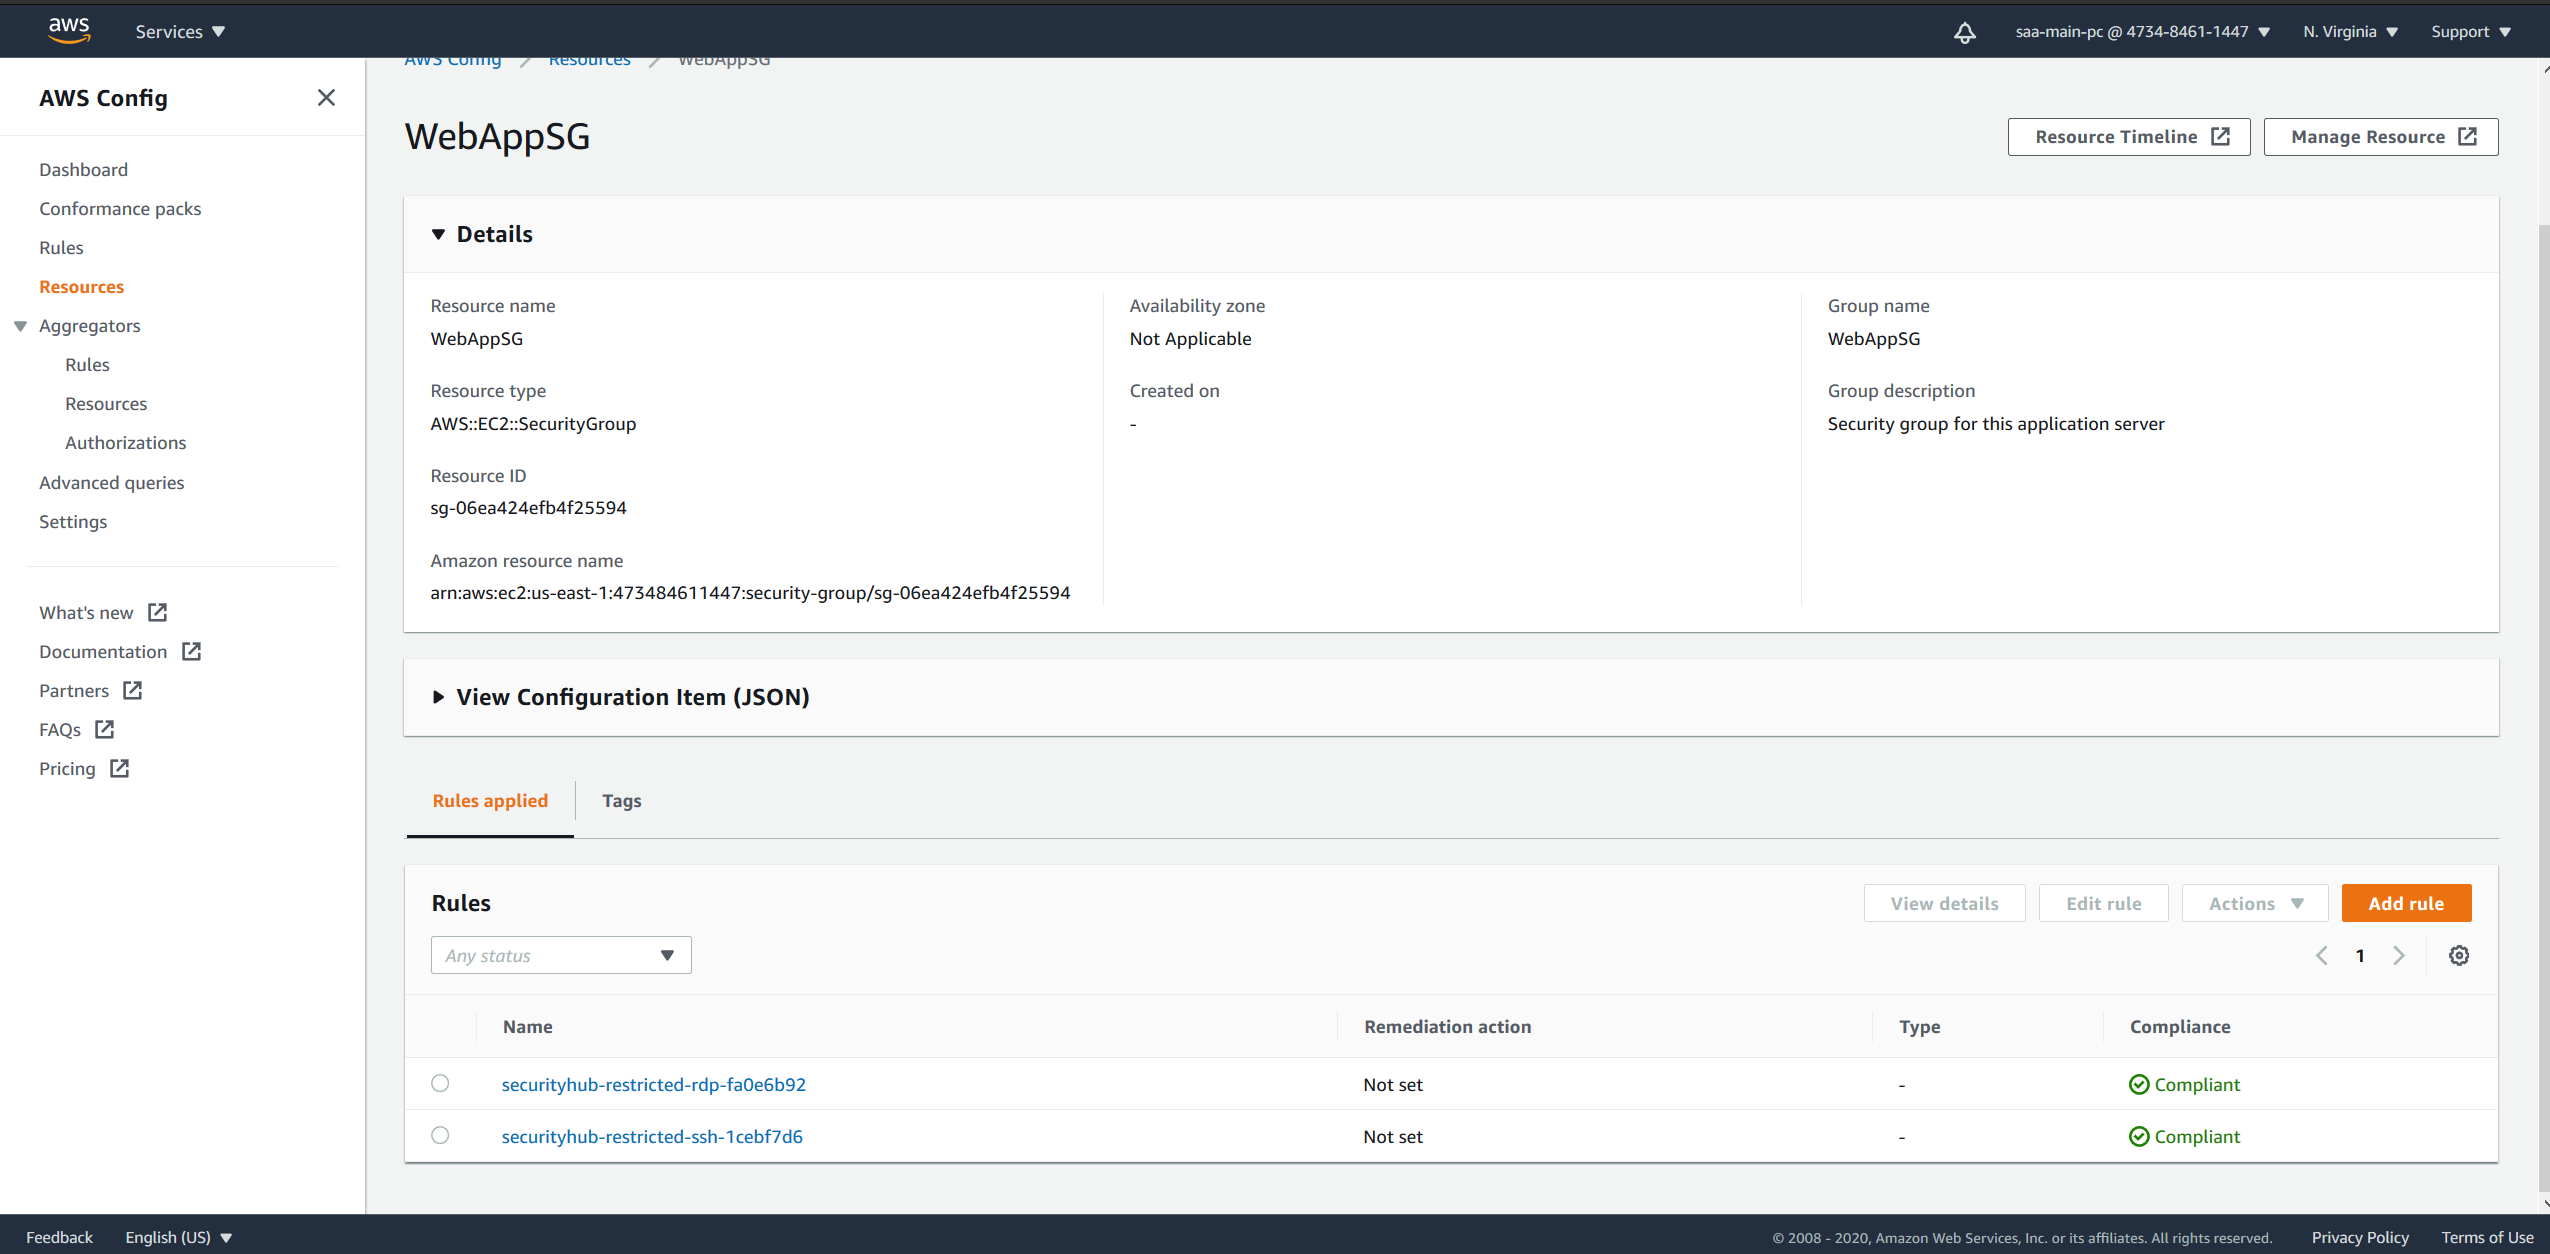 aws
Services
saa-main-pc @ 4734-8461-1447
N. Virginia
Support
AWS Config
Resources
WebAppSG
AWS Config
Dashboard
Conformance packs
Rules
Resources
Aggregators
Rules
Resources
Authorizations
Advanced queries
Settings
What's new
Documentation
Partners
FAQs
Pricing
WebAppSG
Resource Timeline
Manage Resource
Details
Resource name
WebAppSG
Resource type
AWS::EC2::SecurityGroup
Resource ID
sg-06ea424efb4f25594
Amazon resource name
arn:aws:ec2:us-east-1:473484611447:security-group/sg-06ea424efb4f25594
Availability zone
Not Applicable
Created on
-
Group name
WebAppSG
Group description
Security group for this application server
View Configuration Item (JSON)
Rules applied
Tags
Rules
View details
Edit rule
Actions
Add rule
Any status
1
Name
Remediation action
Type
Compliance
securityhub-restricted-rdp-fa0e6b92
Not set
-
Compliant
securityhub-restricted-ssh-1cebf7d6
Not set
-
Compliant
Feedback
English (US)
© 2008 - 2020, Amazon Web Services, Inc. or its affiliates. All rights reserved.
Privacy Policy
Terms of Use